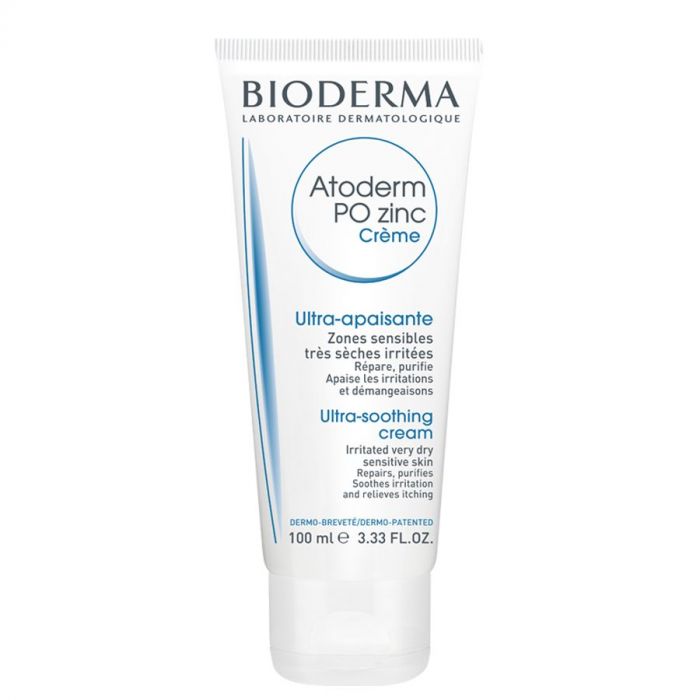 BIODERMA
LABORATOIRE DERMATOLOGIQUE
Atoderm
PO zinc
Crème
Ultra-apaisante
Zones sensibles
très sèches irritées
Répare, purifie
Apaise les irritations
et démangeaisons
Ultra-soothing
cream
Irritated very dry
sensitive skin
Repairs, purifies
Soothes irritation
and relieves itching
DERMO-BREVETÉ/DERMO-PATENTED
100 ml ℮ 3.33 FL.OZ.